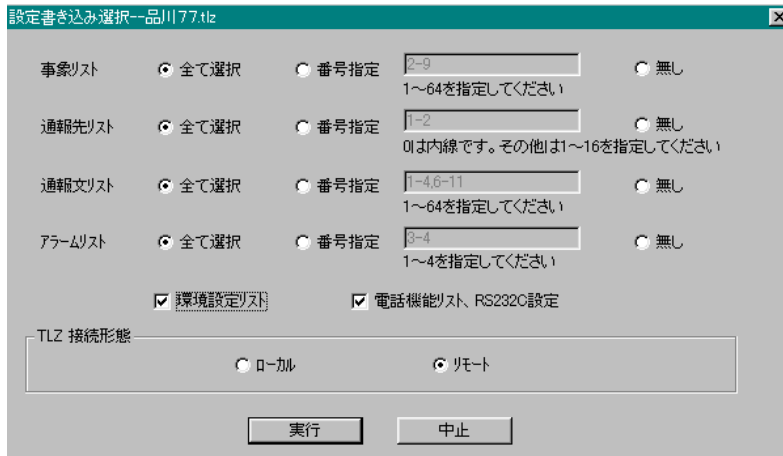 設定書き込み選択--品川77.tlz
事象リスト 全て選択 番号指定 2-9 無し
1〜64を指定してください
通報先リスト 全て選択 番号指定 1-2 無し
0は内線です。その他は1〜16を指定してください
通報文リスト 全て選択 番号指定 1-4,6-11 無し
1〜64を指定してください
アラームリスト 全て選択 番号指定 3-4 無し
1〜4を指定してください
環境設定リスト 電話機能リスト、RS232C設定
TLZ 接続形態
ローカル リモート
実行 中止